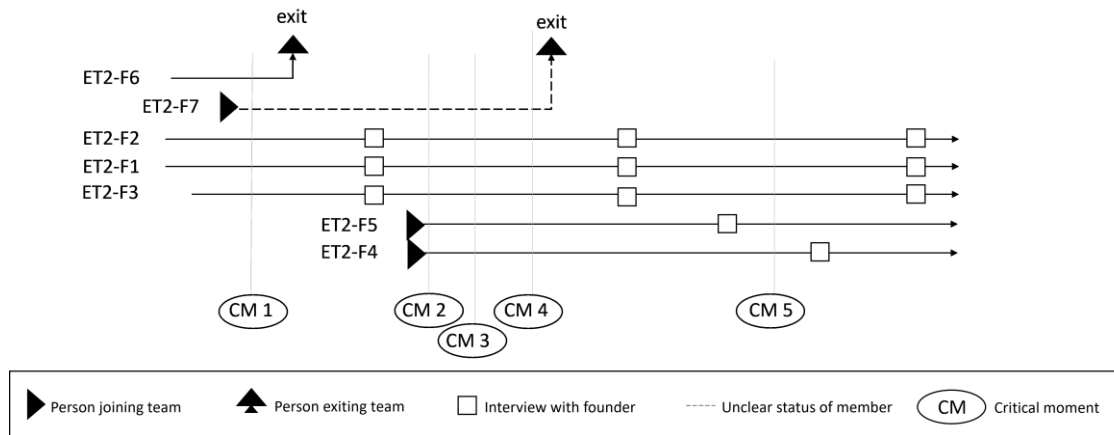 exit
exit
ET2-F6
ET2-F7
ET2-F2
ET2-F1
ET2-F3
ET2-F5
ET2-F4
CM 1
CM 2
CM 3
CM 4
CM 5
Person joining team
Person exiting team
Interview with founder
Unclear status of member
CM
Critical moment